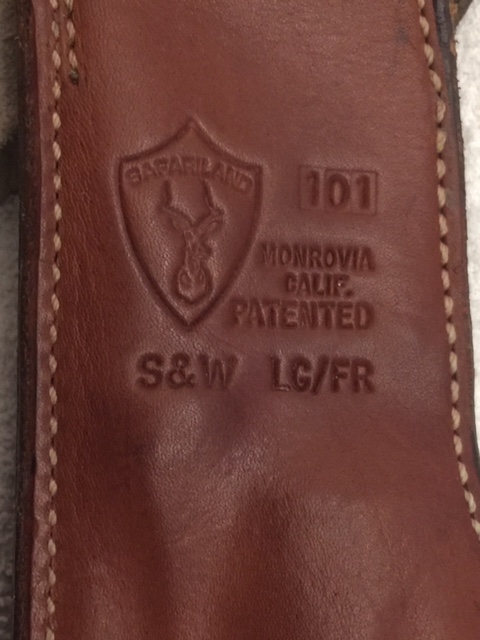 SAFARILAND
101
MONROVIA
CALIF.
PATENTED
S&W LG/FR